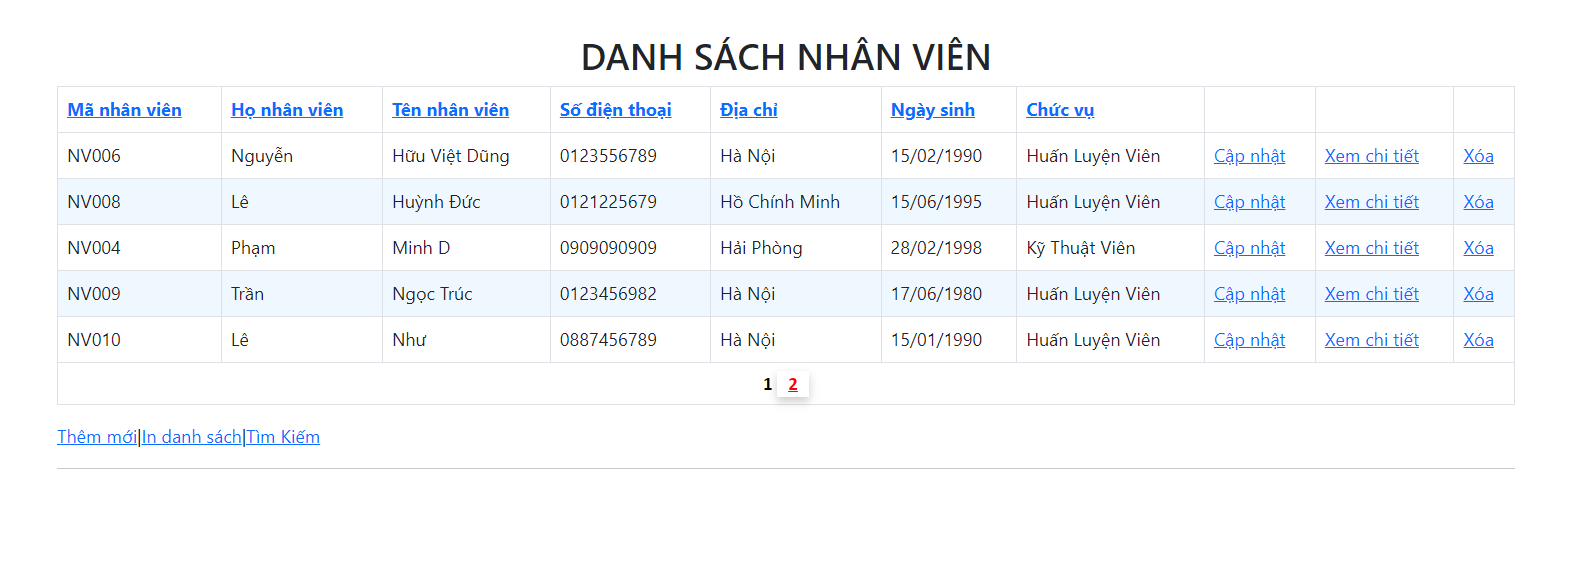 DANH SÁCH NHÂN VIÊN
Mã nhân viên Họ nhân viên Tên nhân viên Số điện thoại Địa chỉ Ngày sinh Chức vụ
NV006 Nguyễn Hữu Việt Dũng 0123556789 Hà Nội 15/02/1990 Huấn Luyện Viên Cập nhật Xem chi tiết Xóa
NV008 Lê Huỳnh Đức 0121225679 Hồ Chính Minh 15/06/1995 Huấn Luyện Viên Cập nhật Xem chi tiết Xóa
NV004 Phạm Minh D 0909090909 Hải Phòng 28/02/1998 Kỹ Thuật Viên Cập nhật Xem chi tiết Xóa
NV009 Trần Ngọc Trúc 0123456982 Hà Nội 17/06/1980 Huấn Luyện Viên Cập nhật Xem chi tiết Xóa
NV010 Lê Như 0887456789 Hà Nội 15/01/1990 Huấn Luyện Viên Cập nhật Xem chi tiết Xóa
1 2
Thêm mới|In danh sách|Tìm Kiếm